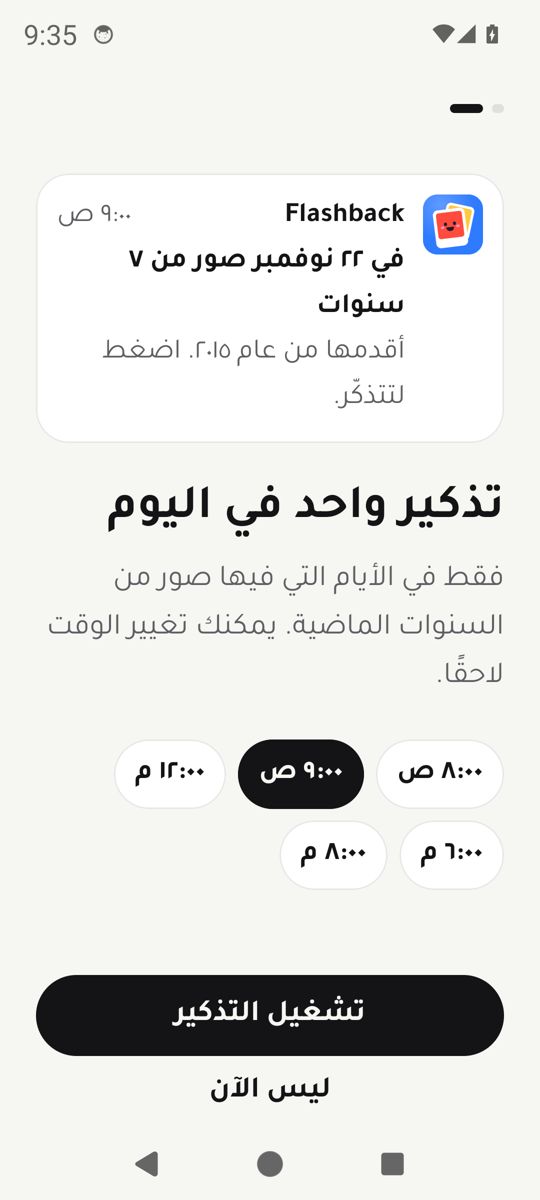 9:35
Flashback
٩:٠٠ ص
في ٢٢ نوفمبر صور من ٧
سنوات
أقدمها من عام ٢٠١٥. اضغط
لتتذكّر.
تذكير واحد في اليوم
فقط في الأيام التي فيها صور من
السنوات الماضية. يمكنك تغيير الوقت
لاحقًا.
٨:٠٠ ص
٩:٠٠ ص
١٢:٠٠ م
٦:٠٠ م
٨:٠٠ م
تشغيل التذكير
ليس الآن